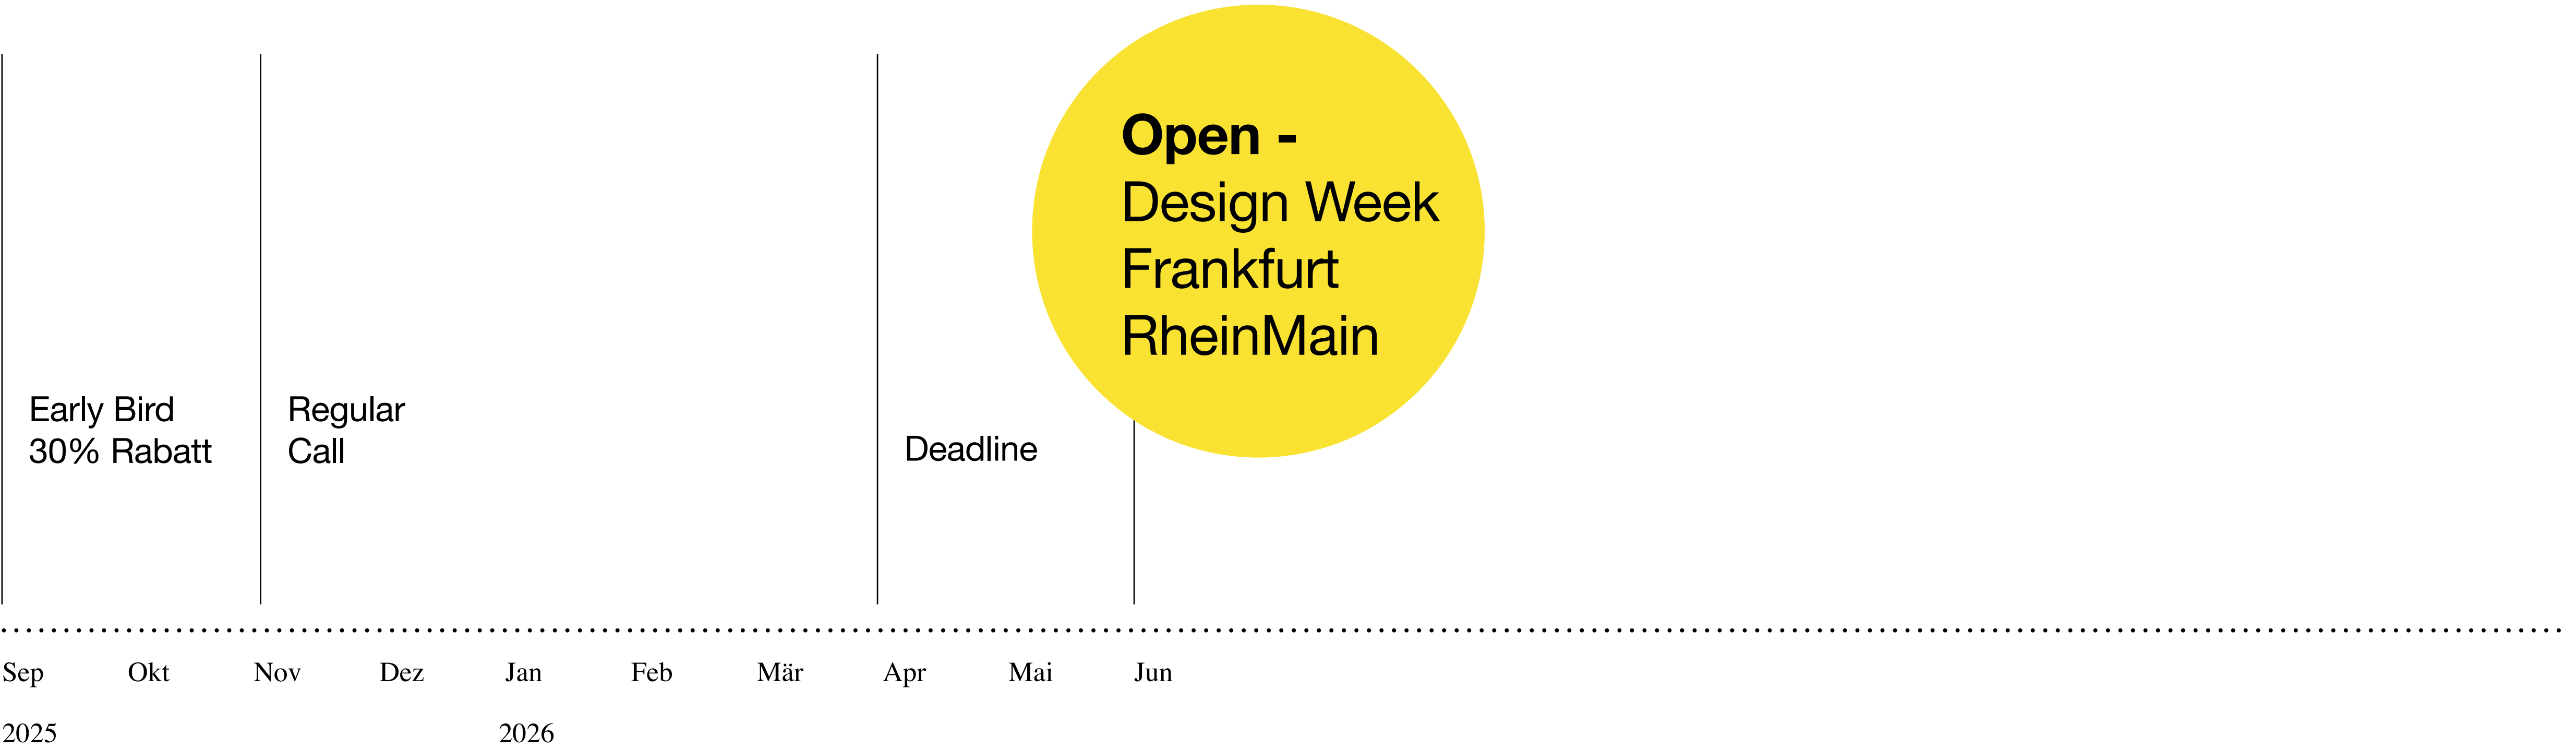 Open -
Design Week
Frankfurt
RheinMain
Early Bird
30% Rabatt
Regular
Call
Deadline
Sep Okt Nov Dez Jan Feb Mär Apr Mai Jun
2025 2026